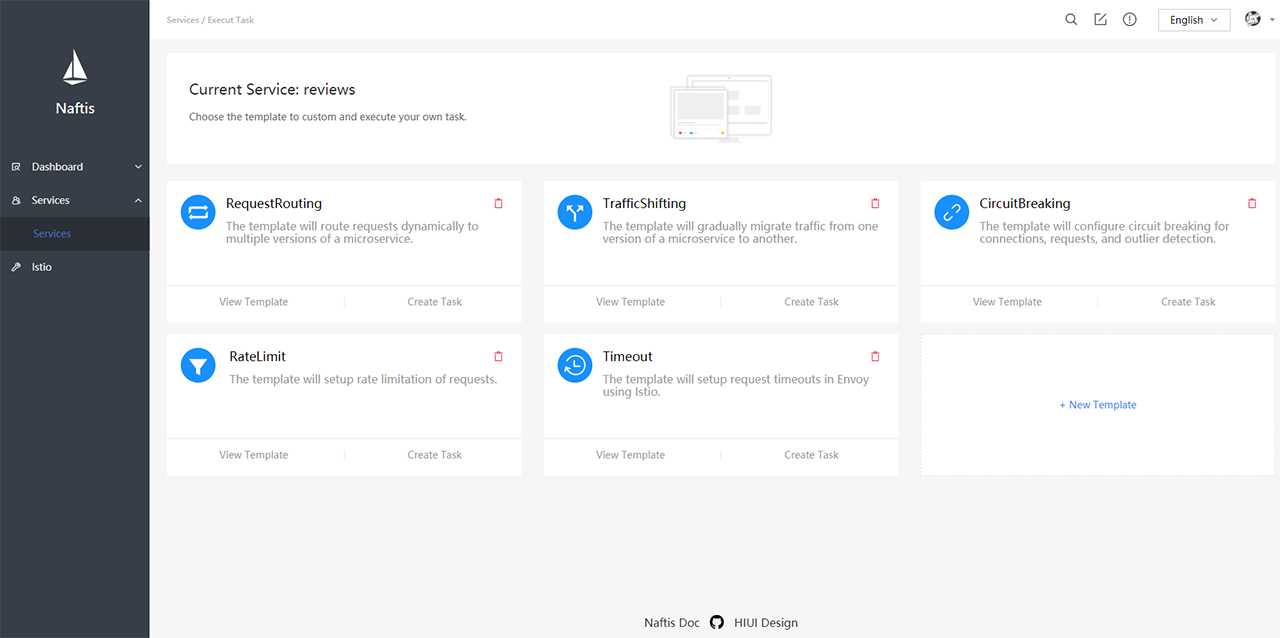 Services / Execut Task
English
Naftis
Dashboard
Services
Services
Istio
Current Service: reviews
Choose the template to custom and execute your own task.
RequestRouting
The template will route requests dynamically to
multiple versions of a microservice.
View Template
Create Task
TrafficShifting
The template will gradually migrate traffic from one
version of a microservice to another.
View Template
Create Task
CircuitBreaking
The template will configure circuit breaking for
connections, requests, and outlier detection.
View Template
Create Task
RateLimit
The template will setup rate limitation of requests.
View Template
Create Task
Timeout
The template will setup request timeouts in Envoy
using Istio.
View Template
Create Task
+ New Template
Naftis Doc HIUI Design